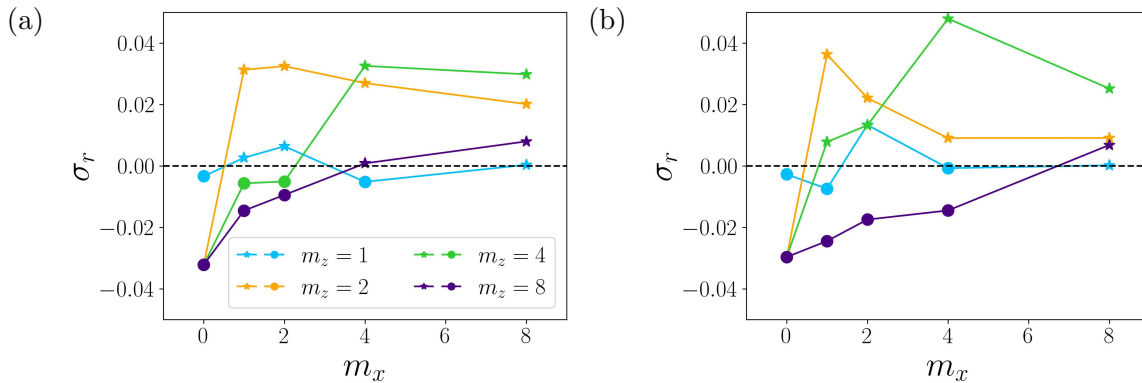 (a)
0.04
0.02
0.00
−0.02
−0.04
σ_r
0 2 4 6 8
m_x
m_z = 1
m_z = 2
m_z = 4
m_z = 8
(b)
0.04
0.02
0.00
−0.02
−0.04
σ_r
0 2 4 6 8
m_x